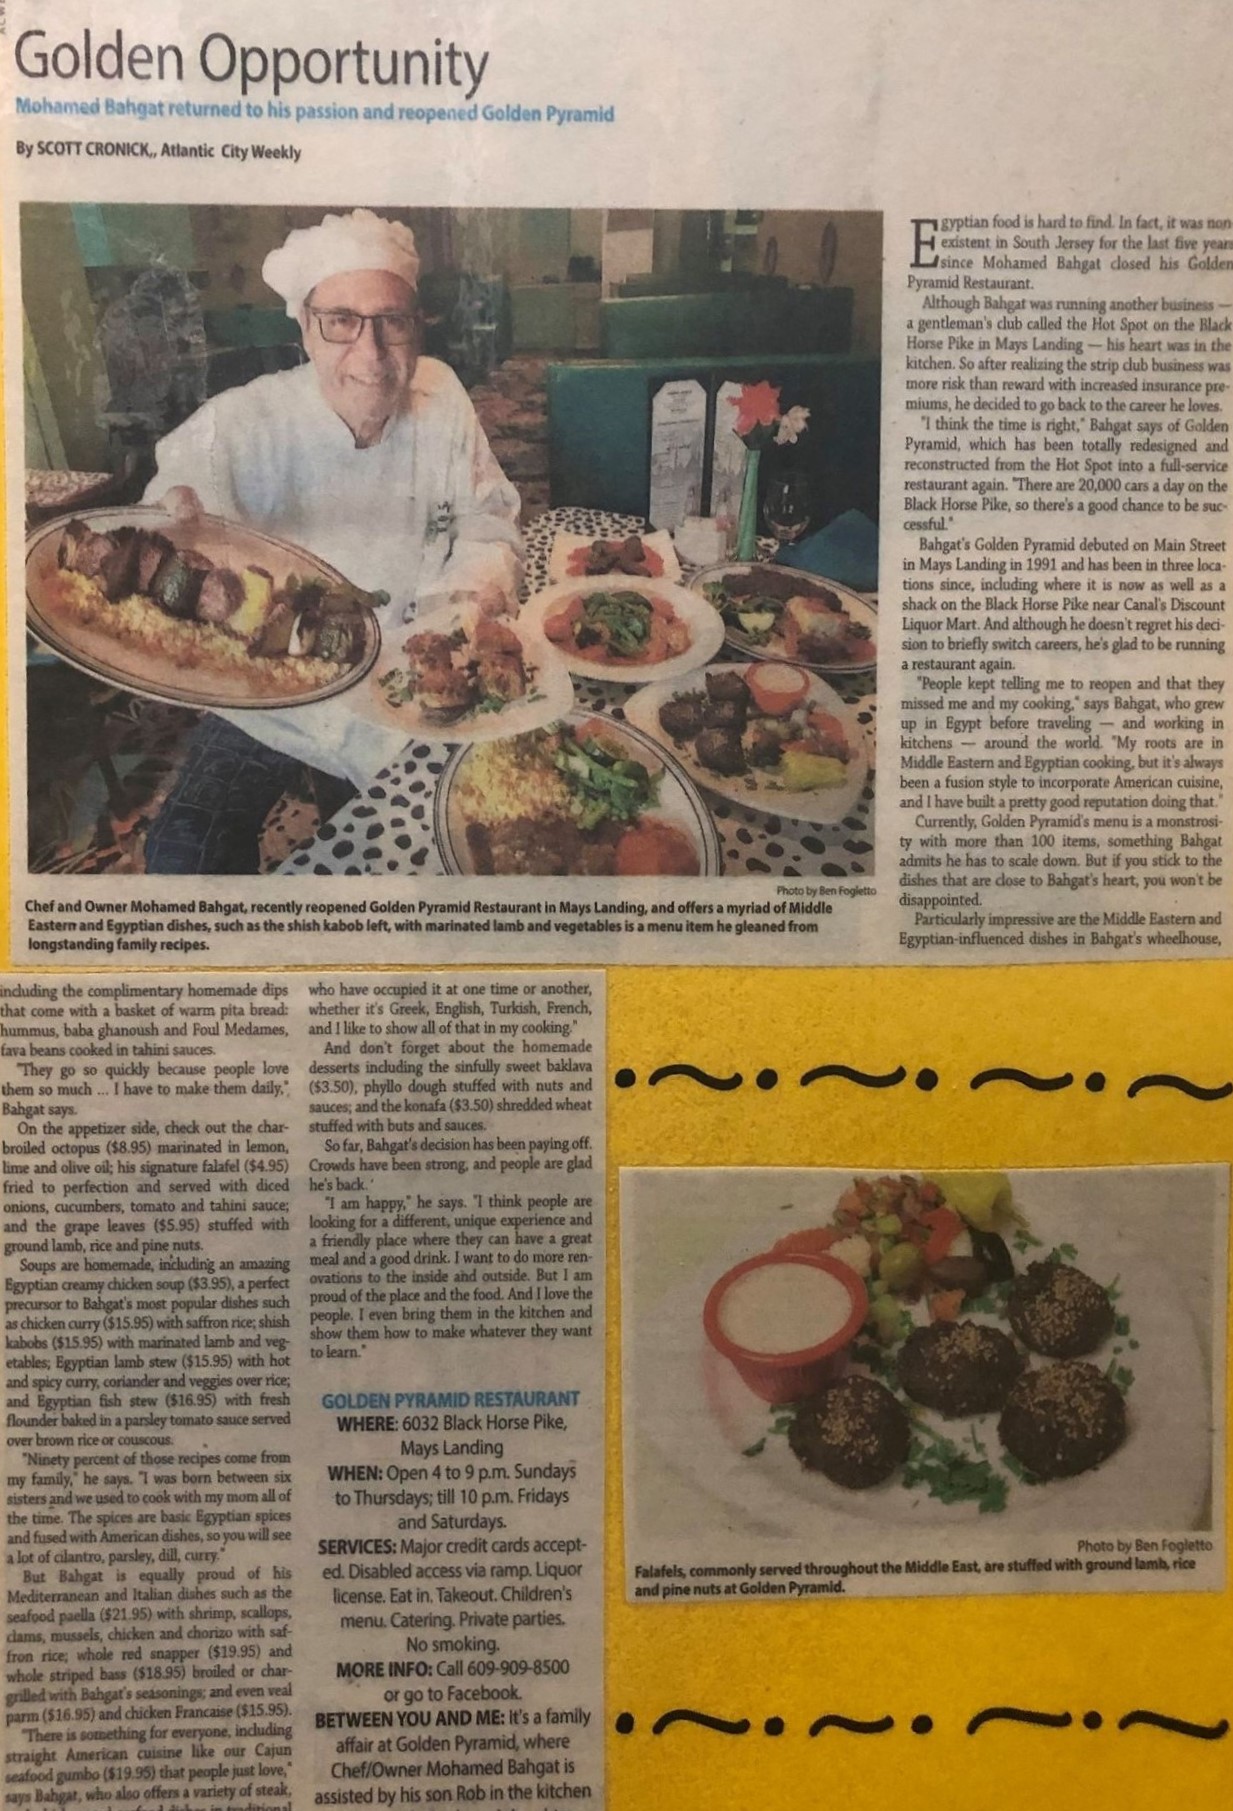 Golden Opportunity
Mohamed Bahgat returned to his passion and reopened Golden Pyramid
By SCOTT CRONICK,, Atlantic City Weekly
Egyptian food is hard to find. In fact, it was non
existent in South Jersey for the last five years
since Mohamed Bahgat closed his Golden
Pyramid Restaurant.
Although Bahgat was running another business —
a gentleman's club called the Hot Spot on the Black
Horse Pike in Mays Landing — his heart was in the
kitchen. So after realizing the strip club business was
more risk than reward with increased insurance pre-
miums, he decided to go back to the career he loves.
"I think the time is right," Bahgat says of Golden
Pyramid, which has been totally redesigned and
reconstructed from the Hot Spot into a full-service
restaurant again. "There are 20,000 cars a day on the
Black Horse Pike, so there's a good chance to be suc-
cessful."
Bahgat's Golden Pyramid debuted on Main Street
in Mays Landing in 1991 and has been in three loca-
tions since, including where it is now as well as a
shack on the Black Horse Pike near Canal's Discount
Liquor Mart. And although he doesn't regret his deci-
sion to briefly switch careers, he's glad to be running
a restaurant again.
"People kept telling me to reopen and that they
missed me and my cooking," says Bahgat, who grew
up in Egypt before traveling — and working in
kitchens — around the world. "My roots are in
Middle Eastern and Egyptian cooking, but it's always
been a fusion style to incorporate American cuisine,
and I have built a pretty good reputation doing that."
Currently, Golden Pyramid's menu is a monstrosi-
ty with more than 100 items, something Bahgat
admits he has to scale down. But if you stick to the
dishes that are close to Bahgat's heart, you won't be
disappointed.
Particularly impressive are the Middle Eastern and
Egyptian-influenced dishes in Bahgat's wheelhouse,
Photo by Ben Fogletto
Chef and Owner Mohamed Bahgat, recently reopened Golden Pyramid Restaurant in Mays Landing, and offers a myriad of Middle
Eastern and Egyptian dishes, such as the shish kabob left, with marinated lamb and vegetables is a menu item he gleaned from
longstanding family recipes.
including the complimentary homemade dips
that come with a basket of warm pita bread:
hummus, baba ghanoush and Foul Medames,
fava beans cooked in tahini sauces.
"They go so quickly because people love
them so much ... I have to make them daily,"
Bahgat says.
On the appetizer side, check out the char-
broiled octopus ($8.95) marinated in lemon,
lime and olive oil; his signature falafel ($4.95)
fried to perfection and served with diced
onions, cucumbers, tomato and tahini sauce;
and the grape leaves ($5.95) stuffed with
ground lamb, rice and pine nuts.
Soups are homemade, including an amazing
Egyptian creamy chicken soup ($3.95), a perfect
precursor to Bahgat's most popular dishes such
as chicken curry ($15.95) with saffron rice; shish
kabobs ($15.95) with marinated lamb and veg-
etables; Egyptian lamb stew ($15.95) with hot
and spicy curry, coriander and veggies over rice;
and Egyptian fish stew ($16.95) with fresh
flounder baked in a parsley tomato sauce served
over brown rice or couscous.
"Ninety percent of those recipes come from
my family," he says. "I was born between six
sisters and we used to cook with my mom all of
the time. The spices are basic Egyptian spices
and fused with American dishes, so you will see
a lot of cilantro, parsley, dill, curry."
But Bahgat is equally proud of his
Mediterranean and Italian dishes such as the
seafood paella ($21.95) with shrimp, scallops,
clams, mussels, chicken and chorizo with saf-
fron rice; whole red snapper ($19.95) and
whole striped bass ($18.95) broiled or char-
grilled with Bahgat's seasonings; and even veal
parm ($16.95) and chicken Francaise ($15.95).
"There is something for everyone, including
straight American cuisine like our Cajun
seafood gumbo ($19.95) that people just love,"
says Bahgat, who also offers a variety of steak,
who have occupied it at one time or another,
whether it's Greek, English, Turkish, French,
and I like to show all of that in my cooking."
And don't forget about the homemade
desserts including the sinfully sweet baklava
($3.50), phyllo dough stuffed with nuts and
sauces; and the konafa ($3.50) shredded wheat
stuffed with buts and sauces.
So far, Bahgat's decision has been paying off.
Crowds have been strong, and people are glad
he's back.
"I am happy," he says. "I think people are
looking for a different, unique experience and
a friendly place where they can have a great
meal and a good drink. I want to do more ren-
ovations to the inside and outside. But I am
proud of the place and the food. And I love the
people. I even bring them in the kitchen and
show them how to make whatever they want
to learn."
GOLDEN PYRAMID RESTAURANT
WHERE: 6032 Black Horse Pike,
Mays Landing
WHEN: Open 4 to 9 p.m. Sundays
to Thursdays; till 10 p.m. Fridays
and Saturdays.
SERVICES: Major credit cards accept-
ed. Disabled access via ramp. Liquor
license. Eat in. Takeout. Children's
menu. Catering. Private parties.
No smoking.
MORE INFO: Call 609-909-8500
or go to Facebook.
BETWEEN YOU AND ME: It's a family
affair at Golden Pyramid, where
Chef/Owner Mohamed Bahgat is
assisted by his son Rob in the kitchen
Photo by Ben Fogletto
Falafels, commonly served throughout the Middle East, are stuffed with ground lamb, rice
and pine nuts at Golden Pyramid.